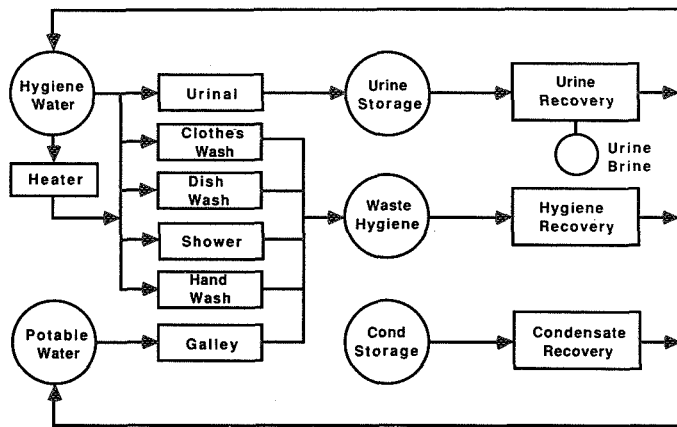 Hygiene
Water
Urinal
Urine
Storage
Urine
Recovery
Clothes
Wash
Urine
Brine
Heater
Dish
Wash
Waste
Hygiene
Hygiene
Recovery
Shower
Hand
Wash
Potable
Water
Galley
Cond
Storage
Condensate
Recovery